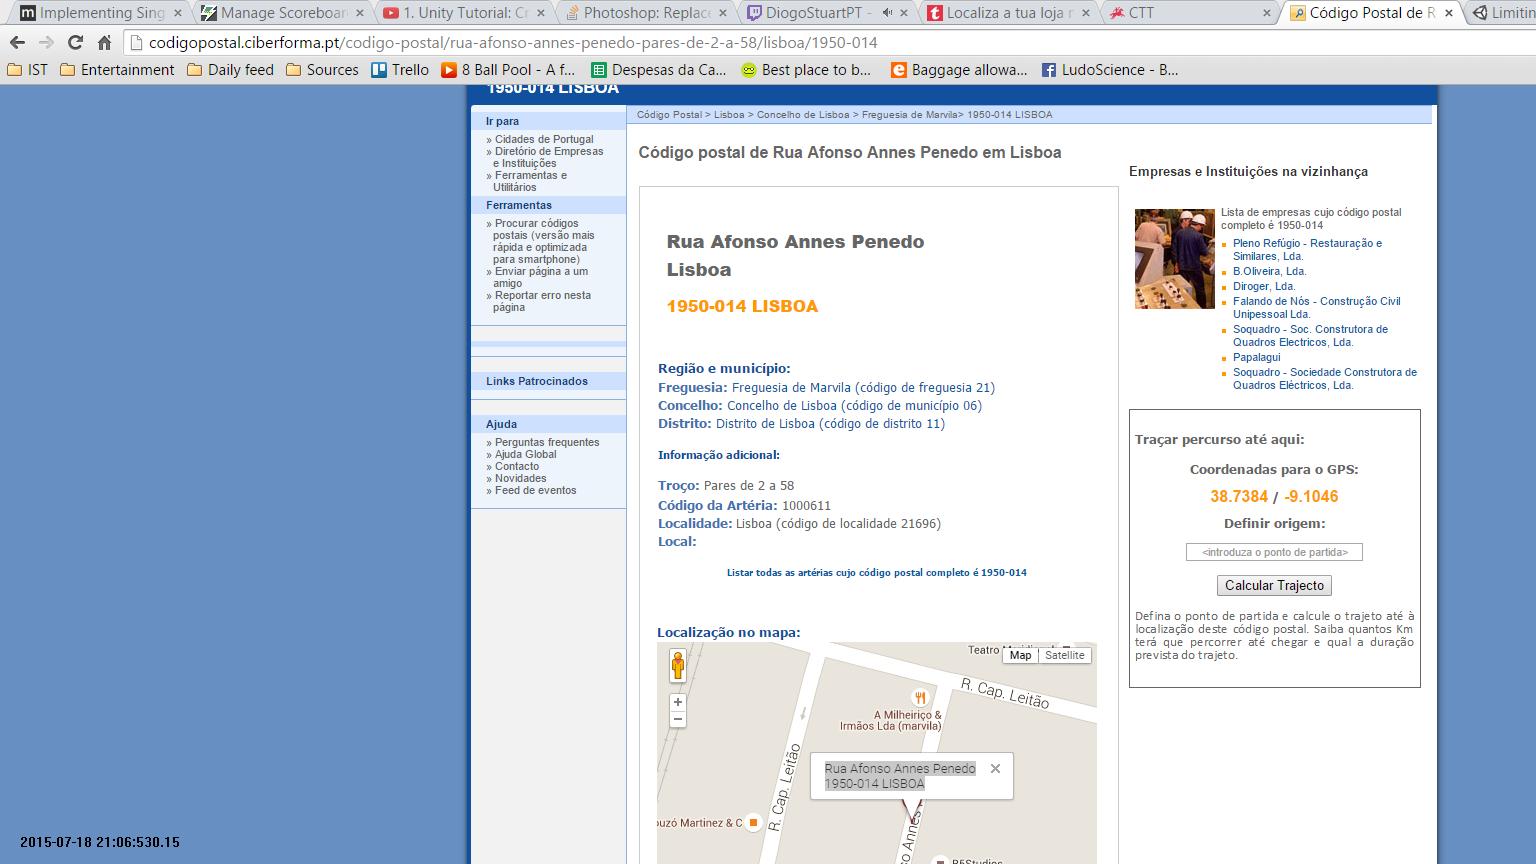 Implementing Sing
Manage Scoreboar
1. Unity Tutorial: Cr
Photoshop: Replace
DiogoStuartPT -
Localiza a tua loja m
CTT
Código Postal de R
Limitin
codigopostal.ciberforma.pt/codigo-postal/rua-afonso-annes-penedo-pares-de-2-a-58/lisboa/1950-014
IST
Entertainment
Daily feed
Sources
Trello
8 Ball Pool - A f...
Despesas da Ca...
Best place to b...
Baggage allowa...
LudoScience - B...
1950-014 LISBOA
Ir para
» Cidades de Portugal
» Diretório de Empresas
e Instituições
» Ferramentas e
Utilitários
Ferramentas
» Procurar códigos
postais (versão mais
rápida e optimizada
para smartphone)
» Enviar página a um
amigo
» Reportar erro nesta
página
Links Patrocinados
Ajuda
» Perguntas frequentes
» Ajuda Global
» Contacto
» Novidades
» Feed de eventos
Código Postal > Lisboa > Concelho de Lisboa > Freguesia de Marvila> 1950-014 LISBOA
Código postal de Rua Afonso Annes Penedo em Lisboa
Rua Afonso Annes Penedo
Lisboa
1950-014 LISBOA
Região e município:
Freguesia: Freguesia de Marvila (código de freguesia 21)
Concelho: Concelho de Lisboa (código de município 06)
Distrito: Distrito de Lisboa (código de distrito 11)
Informação adicional:
Troço: Pares de 2 a 58
Código da Artéria: 1000611
Localidade: Lisboa (código de localidade 21696)
Local:
Listar todas as artérias cujo código postal completo é 1950-014
Localização no mapa:
Teatro
Map
Satellite
R. Cap. Leitão
A Milheiriço &
Irmãos Lda (marvila)
Rua Afonso Annes Penedo
1950-014 LISBOA
R. Cap. Leitão
ouzó Martinez & C
so Annes
Empresas e Instituições na vizinhança
Lista de empresas cujo código postal
completo é 1950-014
Pleno Refúgio - Restauração e
Similares, Lda.
B.Oliveira, Lda.
Diroger, Lda.
Falando de Nós - Construção Civil
Unipessoal Lda.
Soquadro - Soc. Construtora de
Quadros Electricos, Lda.
Papalagui
Soquadro - Sociedade Construtora de
Quadros Eléctricos, Lda.
Traçar percurso até aqui:
Coordenadas para o GPS:
38.7384 / -9.1046
Definir origem:
<introduza o ponto de partida>
Calcular Trajecto
Defina o ponto de partida e calcule o trajeto até à
localização deste código postal. Saiba quantos Km
terá que percorrer até chegar e qual a duração
prevista do trajeto.
2015-07-18 21:06:530.15